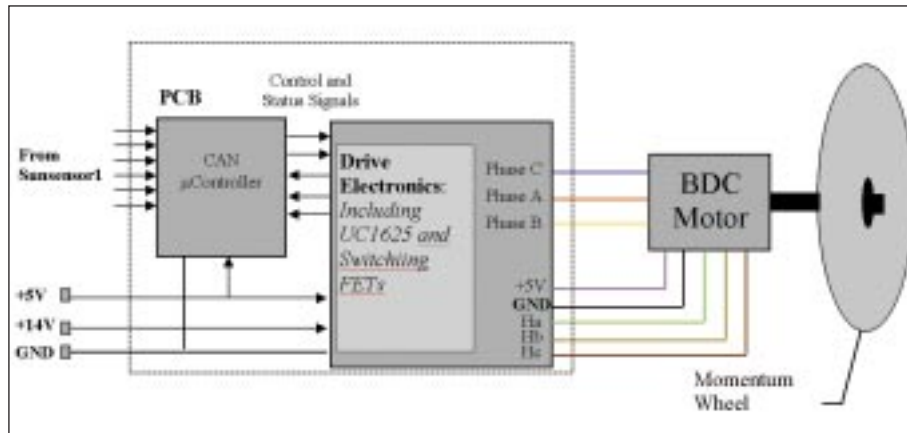 PCB
Control and
Status Signals
From
Sunsensor1
CAN
µController
Drive
Electronics:
Including
UC1625 and
Switchiing
FETs
Phase C
Phase A
Phase B
+5V
GND
Ha
Hb
Hc
BDC
Motor
+5V
+14V
GND
Momentum
Wheel